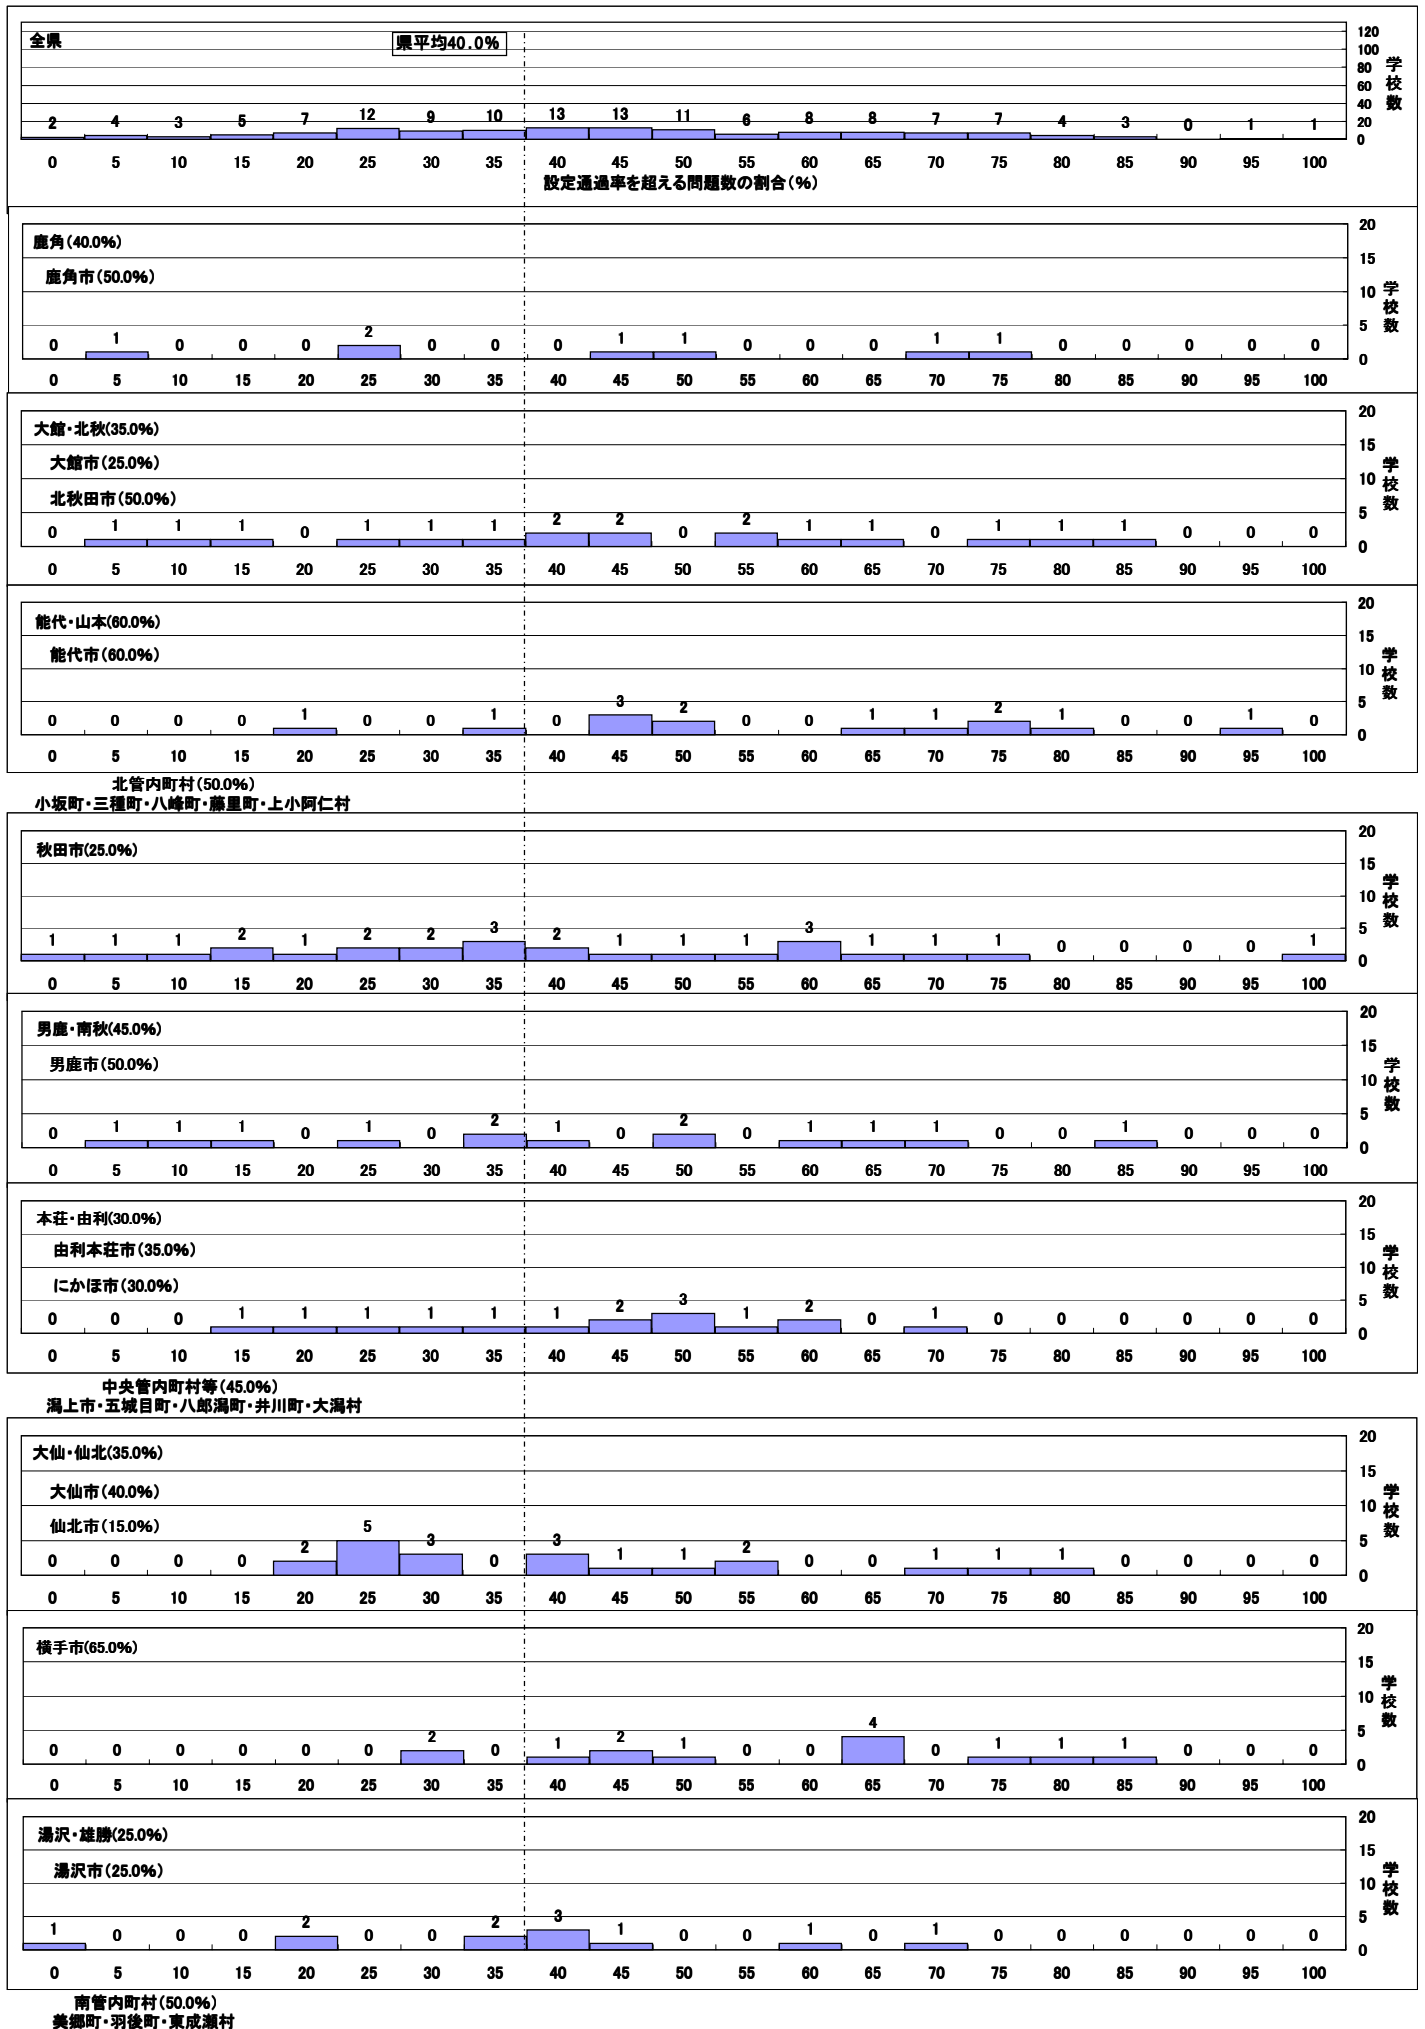 全県
県平均40.0%
120
100
80
60
40
20
0
学校数
2 4 3 5 7 12 9 10 13 13 11 6 8 8 7 7 4 3 0 1 1
0 5 10 15 20 25 30 35 40 45 50 55 60 65 70 75 80 85 90 95 100
設定通過率を超える問題数の割合(%)
鹿角(40.0%)
鹿角市(50.0%)
20
15
10
5
0
学校数
0 1 0 0 0 2 0 0 0 1 1 0 0 0 1 1 0 0 0 0 0
0 5 10 15 20 25 30 35 40 45 50 55 60 65 70 75 80 85 90 95 100
大館・北秋(35.0%)
大館市(25.0%)
北秋田市(50.0%)
20
15
10
5
0
学校数
0 1 1 1 0 1 1 1 2 2 0 2 1 1 0 1 1 1 0 0 0
0 5 10 15 20 25 30 35 40 45 50 55 60 65 70 75 80 85 90 95 100
能代・山本(60.0%)
能代市(60.0%)
20
15
10
5
0
学校数
0 0 0 0 1 0 0 1 0 3 2 0 0 1 1 2 1 0 0 1 0
0 5 10 15 20 25 30 35 40 45 50 55 60 65 70 75 80 85 90 95 100
北管内町村(50.0%)
小坂町・三種町・八峰町・藤里町・上小阿仁村
秋田市(25.0%)
20
15
10
5
0
学校数
1 1 1 2 1 2 2 3 2 1 1 1 3 1 1 1 0 0 0 0 1
0 5 10 15 20 25 30 35 40 45 50 55 60 65 70 75 80 85 90 95 100
男鹿・南秋(45.0%)
男鹿市(50.0%)
20
15
10
5
0
学校数
0 1 1 1 0 1 0 2 1 0 2 0 1 1 1 0 0 1 0 0 0
0 5 10 15 20 25 30 35 40 45 50 55 60 65 70 75 80 85 90 95 100
本荘・由利(30.0%)
由利本荘市(35.0%)
にかほ市(30.0%)
20
15
10
5
0
学校数
0 0 0 1 1 1 1 1 1 2 3 1 2 0 1 0 0 0 0 0 0
0 5 10 15 20 25 30 35 40 45 50 55 60 65 70 75 80 85 90 95 100
中央管内町村等(45.0%)
潟上市・五城目町・八郎潟町・井川町・大潟村
大仙・仙北(35.0%)
大仙市(40.0%)
仙北市(15.0%)
20
15
10
5
0
学校数
0 0 0 0 2 5 3 0 3 1 1 2 0 0 1 1 1 0 0 0 0
0 5 10 15 20 25 30 35 40 45 50 55 60 65 70 75 80 85 90 95 100
横手市(65.0%)
20
15
10
5
0
学校数
0 0 0 0 0 0 2 0 1 2 1 0 0 4 0 1 1 1 0 0 0
0 5 10 15 20 25 30 35 40 45 50 55 60 65 70 75 80 85 90 95 100
湯沢・雄勝(25.0%)
湯沢市(25.0%)
20
15
10
5
0
学校数
1 0 0 0 2 0 0 2 3 1 0 0 1 0 1 0 0 0 0 0 0
0 5 10 15 20 25 30 35 40 45 50 55 60 65 70 75 80 85 90 95 100
南管内町村(50.0%)
美郷町・羽後町・東成瀬村